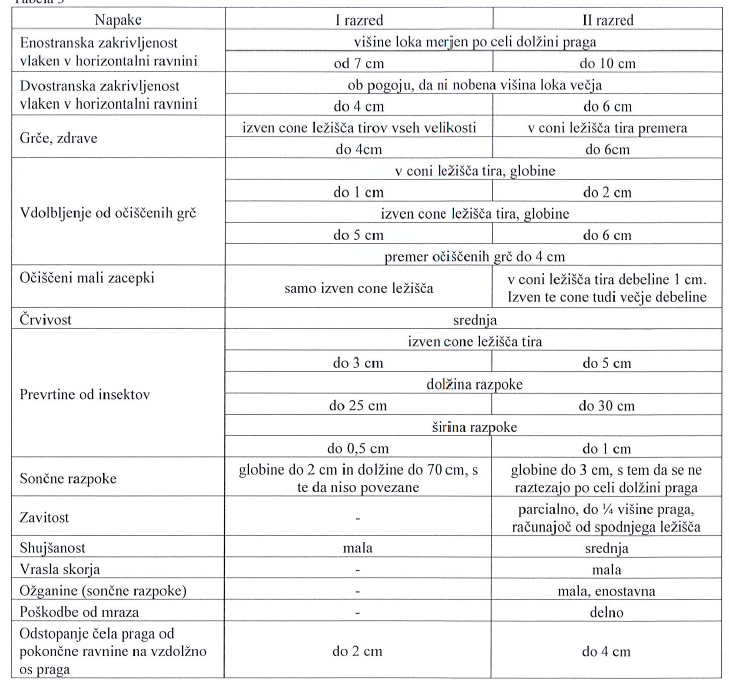 Tabela 3
Napake I razred II razred
Enostranska zakrivljenost
vlaken v horizontalni ravnini
višine loka merjen po celi dolžini praga
od 7 cm do 10 cm
Dvostranska zakrivljenost
vlaken v horizontalni ravnini
ob pogoju, da ni nobena višina loka večja
do 4 cm do 6 cm
Grče, zdrave
izven cone ležišča tirov vseh velikosti v coni ležišča tira premera
do 4cm do 6cm
Vdolbljenje od očiščenih grč
v coni ležišča tira, globine
do 1 cm do 2 cm
izven cone ležišča tira, globine
do 5 cm do 6 cm
premer očiščenih grč do 4 cm
Očiščeni mali zacepki
samo izven cone ležišča
v coni ležišča tira debeline 1 cm.
Izven te cone tudi večje debeline
Črvivost srednja
Prevrtine od insektov
izven cone ležišča tira
do 3 cm do 5 cm
dolžina razpoke
do 25 cm do 30 cm
širina razpoke
do 0,5 cm do 1 cm
Sončne razpoke
globine do 2 cm in dolžine do 70 cm, s
te da niso povezane
globine do 3 cm, s tem da se ne
raztezajo po celi dolžini praga
Zavitost
-
parcialno, do ¼ višine praga,
računajoč od spodnjega ležišča
Shujšanost mala srednja
Vrasla skorja - mala
Ožganine (sončne razpoke) - mala, enostavna
Poškodbe od mraza - delno
Odstopanje čela praga od
pokončne ravnine na vzdolžno
os praga
do 2 cm do 4 cm